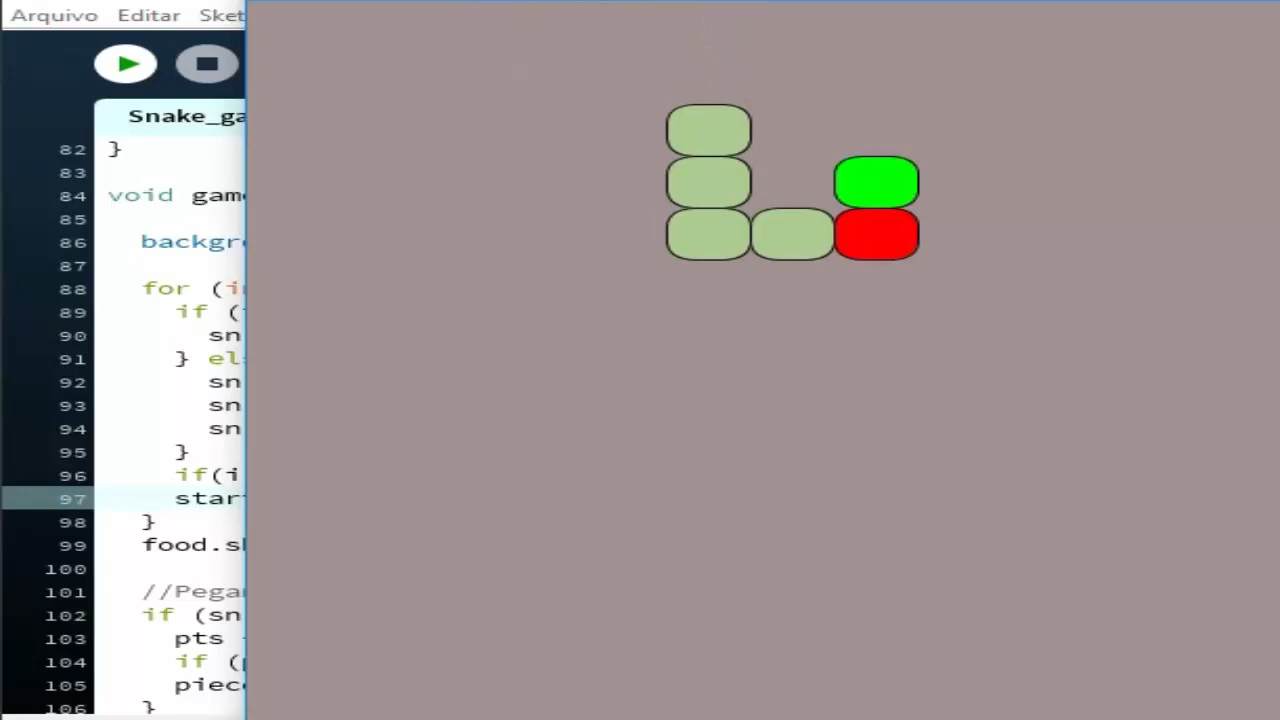 Arquivo Editar Sket
Snake_ga
82 }
83
84 void game
85
86 backgr
87
88 for (i
89 if (
90 sn
91 } el
92 sn
93 sn
94 sn
95 }
96 if(i
97 star
98 }
99 food.s
100
101 //Pega
102 if (sn
103 pts
104 if (
105 piec
106 }